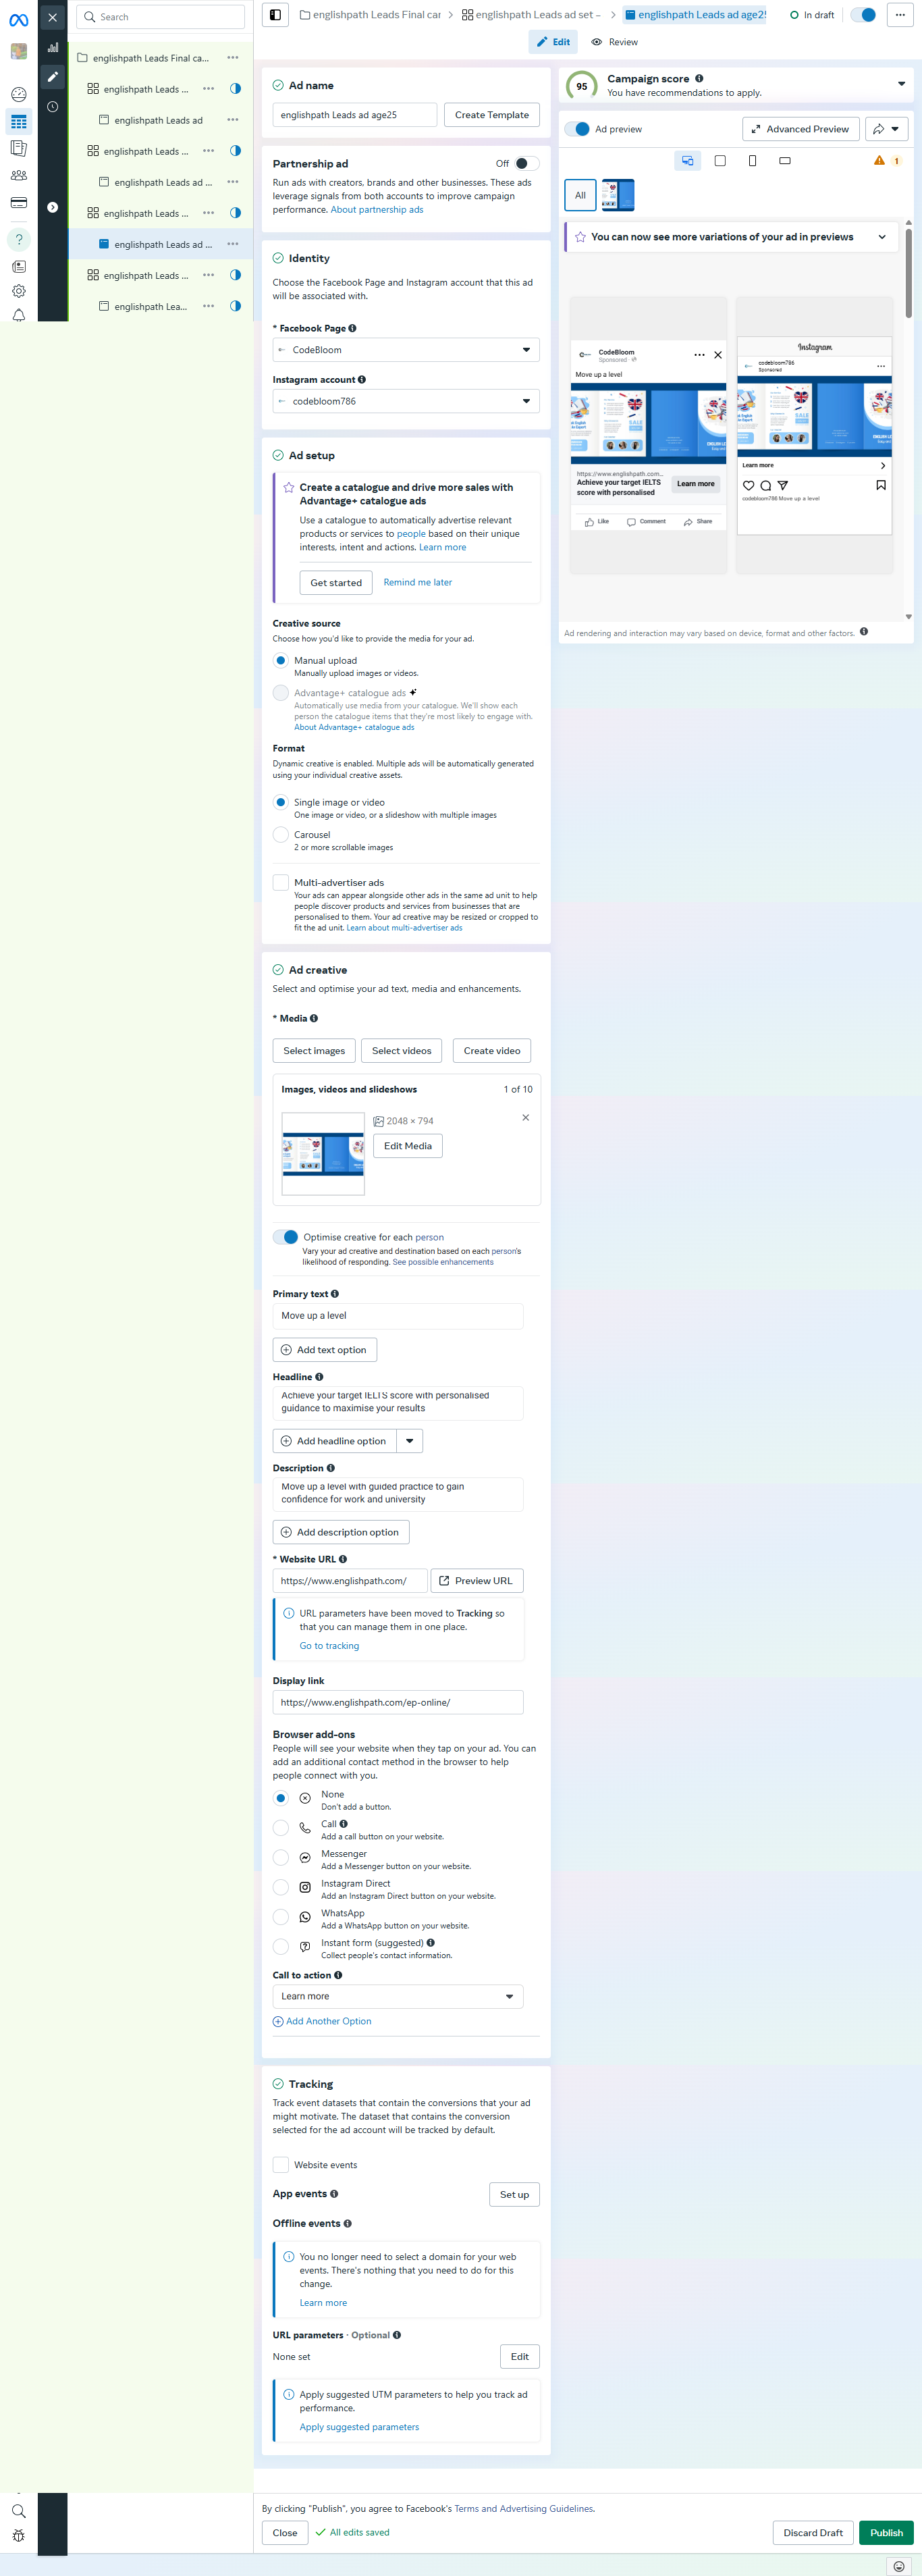 Search
englishpath Leads Final ca...
englishpath Leads ...
englishpath Leads ad
englishpath Leads ...
englishpath Leads ad ...
englishpath Leads ...
englishpath Leads ad ...
englishpath Leads ...
englishpath Lea...
englishpath Leads Final car
englishpath Leads ad set –
englishpath Leads ad age25
In draft
Edit
Review
Ad name
englishpath Leads ad age25
Create Template
Partnership ad
Off
Run ads with creators, brands and other businesses. These ads
leverage signals from both accounts to improve campaign
performance. About partnership ads
Identity
Choose the Facebook Page and Instagram account that this ad
will be associated with.
* Facebook Page
CodeBloom
Instagram account
codebloom786
Ad setup
Create a catalogue and drive more sales with
Advantage+ catalogue ads
Use a catalogue to automatically advertise relevant
products or services to people based on their unique
interests, intent and actions. Learn more
Get started
Remind me later
Creative source
Choose how you'd like to provide the media for your ad.
Manual upload
Manually upload images or videos.
Advantage+ catalogue ads
Automatically use media from your catalogue. We'll show each
person the catalogue items that they're most likely to engage with.
About Advantage+ catalogue ads
Format
Dynamic creative is enabled. Multiple ads will be automatically generated
using your individual creative assets.
Single image or video
One image or video, or a slideshow with multiple images
Carousel
2 or more scrollable images
Multi-advertiser ads
Your ads can appear alongside other ads in the same ad unit to help
people discover products and services from businesses that are
personalised to them. Your ad creative may be resized or cropped to
fit the ad unit. Learn about multi-advertiser ads
Ad creative
Select and optimise your ad text, media and enhancements.
* Media
Select images
Select videos
Create video
Images, videos and slideshows
1 of 10
2048 × 794
Edit Media
Optimise creative for each person
Vary your ad creative and destination based on each person's
likelihood of responding. See possible enhancements
Primary text
Move up a level
Add text option
Headline
Achieve your target IELTS score with personalised
guidance to maximise your results
Add headline option
Description
Move up a level with guided practice to gain
confidence for work and university
Add description option
* Website URL
https://www.englishpath.com/
Preview URL
URL parameters have been moved to Tracking so
that you can manage them in one place.
Go to tracking
Display link
https://www.englishpath.com/ep-online/
Browser add-ons
People will see your website when they tap on your ad. You can
add an additional contact method in the browser to help
people connect with you.
None
Don't add a button.
Call
Add a call button on your website.
Messenger
Add a Messenger button on your website.
Instagram Direct
Add an Instagram Direct button on your website.
WhatsApp
Add a WhatsApp button on your website.
Instant form (suggested)
Collect people's contact information.
Call to action
Learn more
Add Another Option
Tracking
Track event datasets that contain the conversions that your ad
might motivate. The dataset that contains the conversion
selected for the ad account will be tracked by default.
Website events
App events
Set up
Offline events
You no longer need to select a domain for your web
events. There's nothing that you need to do for this
change.
Learn more
URL parameters · Optional
None set
Edit
Apply suggested UTM parameters to help you track ad
performance.
Apply suggested parameters
95
Campaign score
You have recommendations to apply.
Ad preview
Advanced Preview
1
All
You can now see more variations of your ad in previews
CodeBloom
Sponsored
Move up a level
SALE
https://www.englishpath.com...
Achieve your target IELTS
score with personalised
Learn more
Like
Comment
Share
Instagram
codebloom786
Sponsored
SALE
Learn more
codebloom786 Move up a level
Ad rendering and interaction may vary based on device, format and other factors.
By clicking "Publish", you agree to Facebook's Terms and Advertising Guidelines.
Close
All edits saved
Discard Draft
Publish